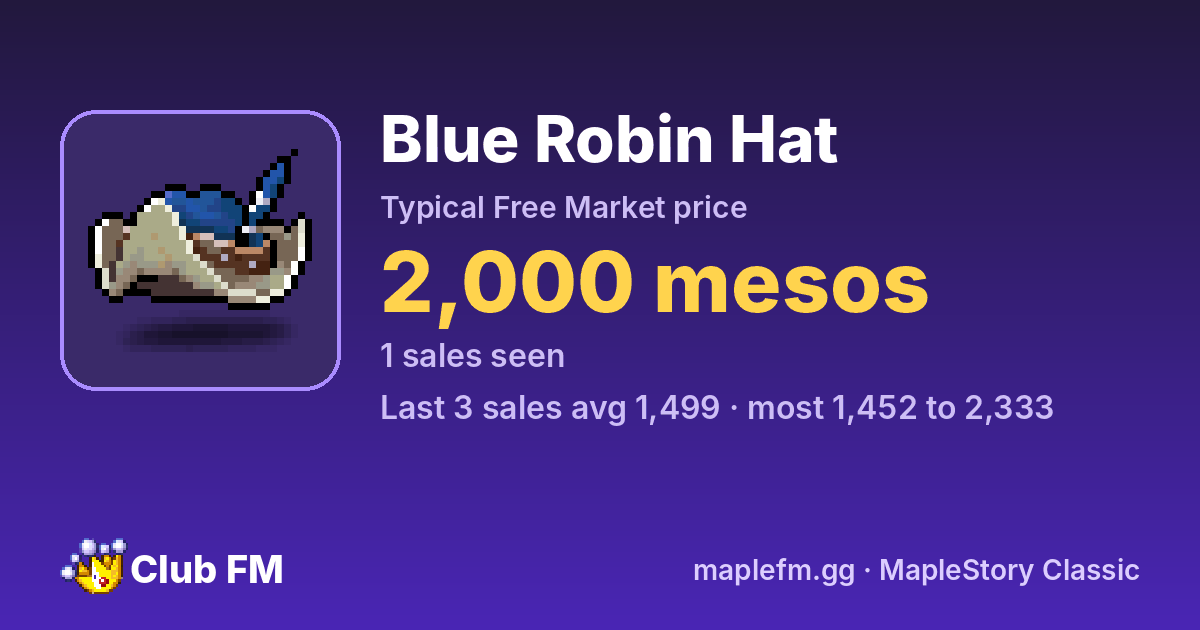 Blue Robin Hat
Typical Free Market price
2,000 mesos
1 sales seen
Last 3 sales avg 1,499 · most 1,452 to 2,333
Club FM
maplefm.gg · MapleStory Classic